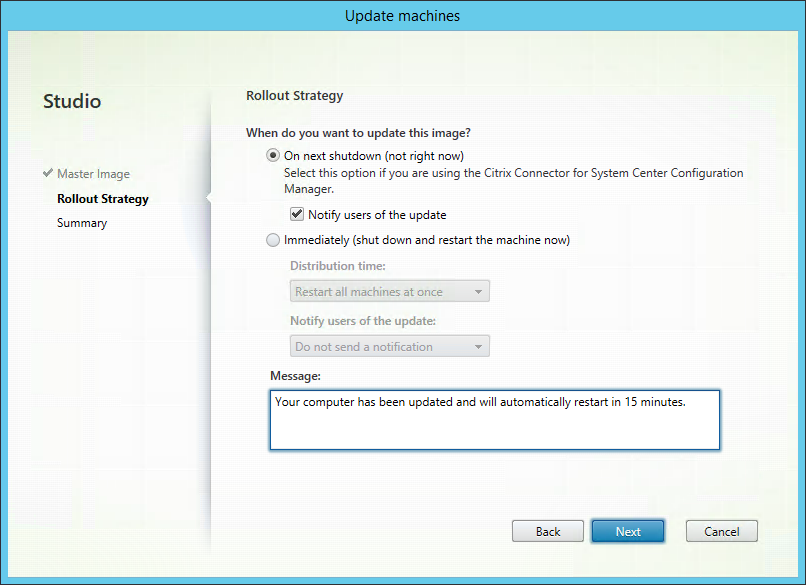 Update machines
Studio
Master Image
Rollout Strategy
Summary
Rollout Strategy
When do you want to update this image?
On next shutdown (not right now)
Select this option if you are using the Citrix Connector for System Center Configuration
Manager.
Notify users of the update
Immediately (shut down and restart the machine now)
Distribution time:
Restart all machines at once
Notify users of the update:
Do not send a notification
Message:
Your computer has been updated and will automatically restart in 15 minutes.
Back
Next
Cancel